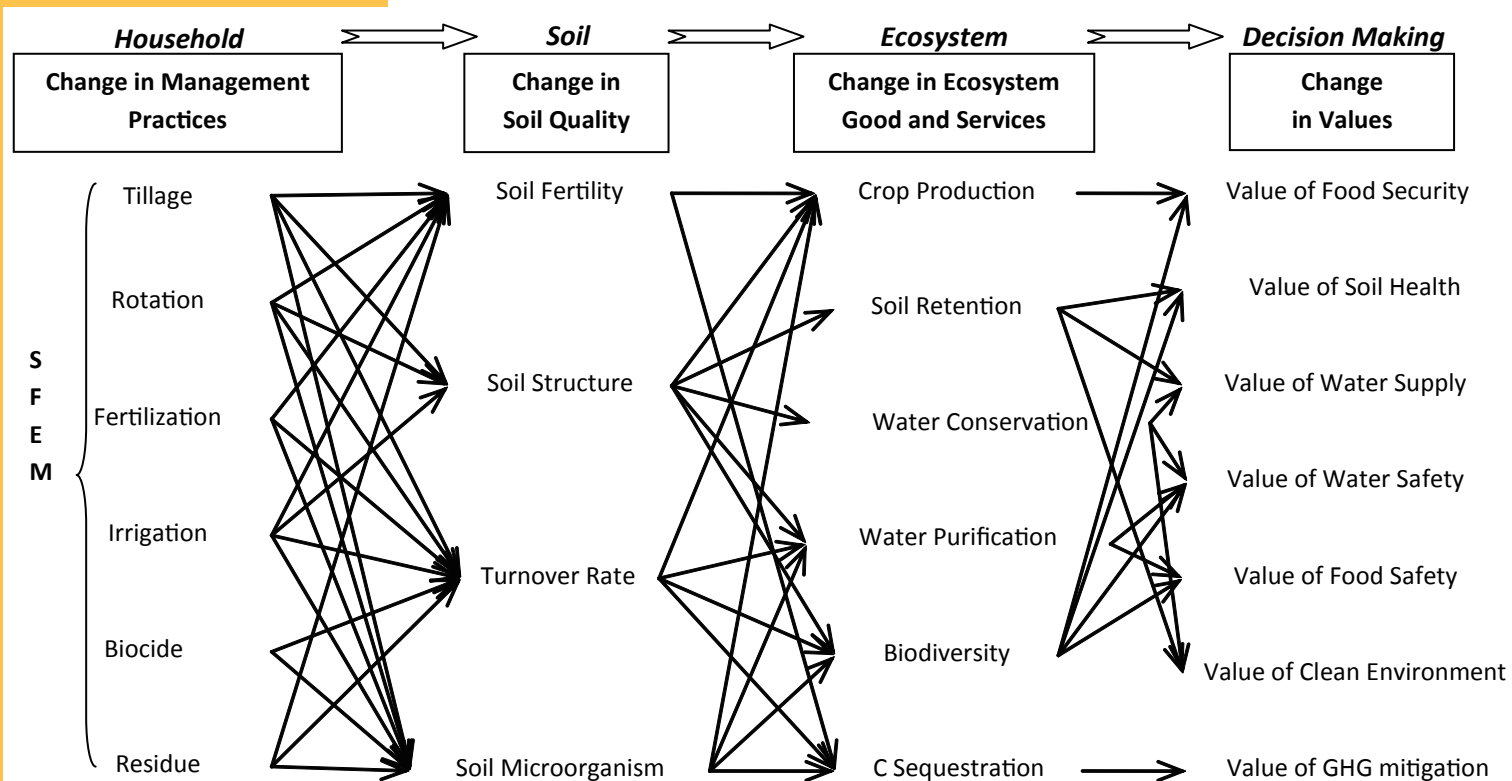 Household
Soil
Ecosystem
Decision Making
Change in Management
Practices
Change in
Soil Quality
Change in Ecosystem
Good and Services
Change
in Values
S
F
E
M
Tillage
Rotation
Fertilization
Irrigation
Biocide
Residue
Soil Fertility
Soil Structure
Turnover Rate
Soil Microorganism
Crop Production
Soil Retention
Water Conservation
Water Purification
Biodiversity
C Sequestration
Value of Food Security
Value of Soil Health
Value of Water Supply
Value of Water Safety
Value of Food Safety
Value of Clean Environment
Value of GHG mitigation